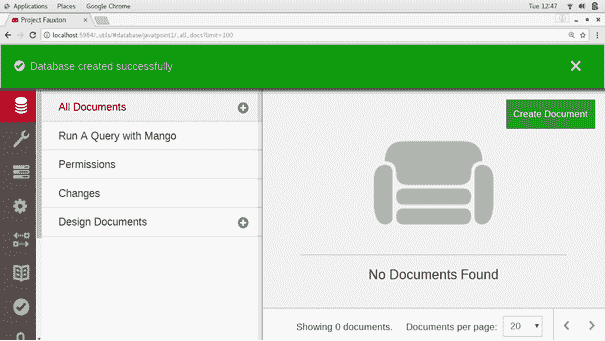 Applications Places Google Chrome
Tue 12:47
Project Fauxton
localhost:5984/_utils/#database/javatpoint1/_all_docs?limit=100
Database created successfully
All Documents
Create Document
Run A Query with Mango
Permissions
Changes
Design Documents
No Documents Found
Showing 0 documents. Documents per page: 20